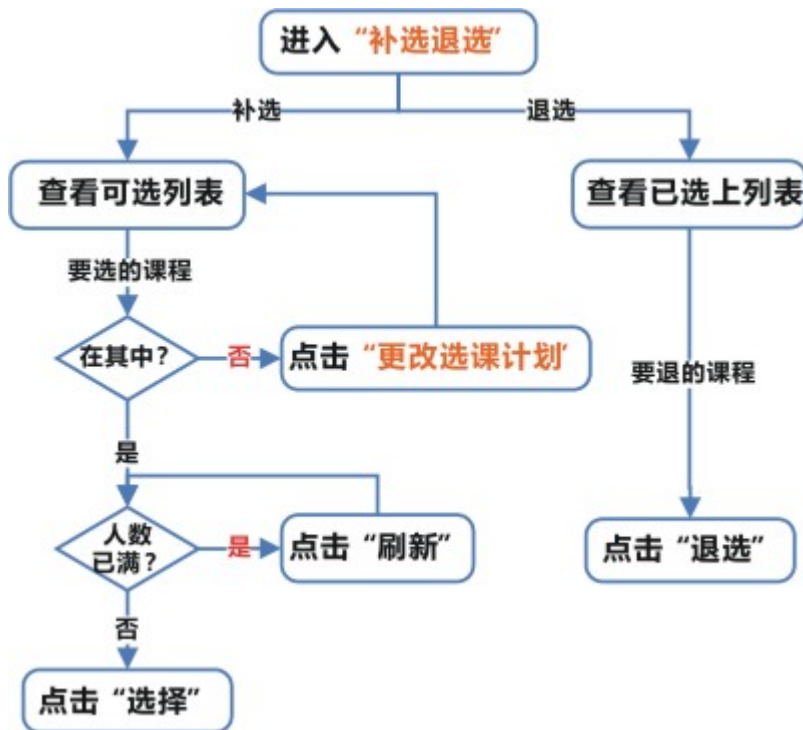 进入“补选退选”
补选
退选
查看可选列表
查看已选上列表
要选的课程
在其中？
否
点击“更改选课计划”
要退的课程
是
人数
已满？
是
点击“刷新”
点击“退选”
否
点击“选择”